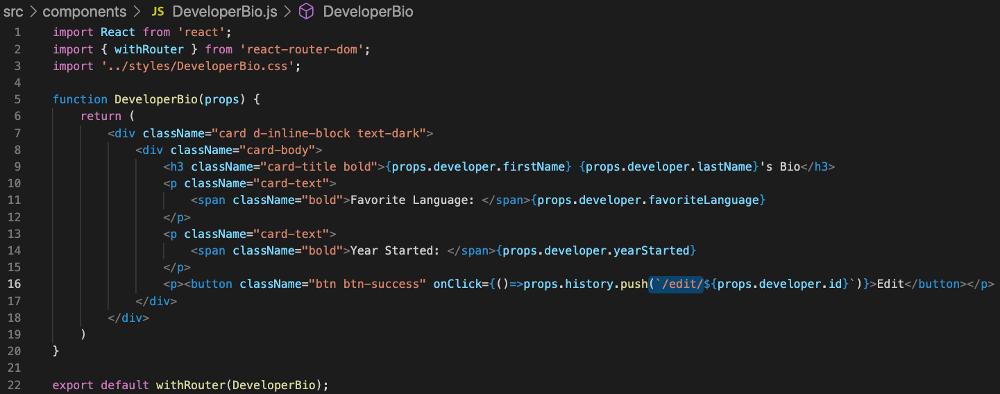 src > components > JS DeveloperBio.js > DeveloperBio
1 import React from 'react';
2 import { withRouter } from 'react-router-dom';
3 import '../styles/DeveloperBio.css';
4
5 function DeveloperBio(props) {
6     return (
7         <div className="card d-inline-block text-dark">
8             <div className="card-body">
9                 <h3 className="card-title bold">{props.developer.firstName} {props.developer.lastName}'s Bio</h3>
10                 <p className="card-text">
11                     <span className="bold">Favorite Language: </span>{props.developer.favoriteLanguage}
12                 </p>
13                 <p className="card-text">
14                     <span className="bold">Year Started: </span>{props.developer.yearStarted}
15                 </p>
16                 <p><button className="btn btn-success" onClick={()=>props.history.push(`/edit/${props.developer.id}`)}>Edit</button></p>
17             </div>
18         </div>
19     )
20 }
21
22 export default withRouter(DeveloperBio);